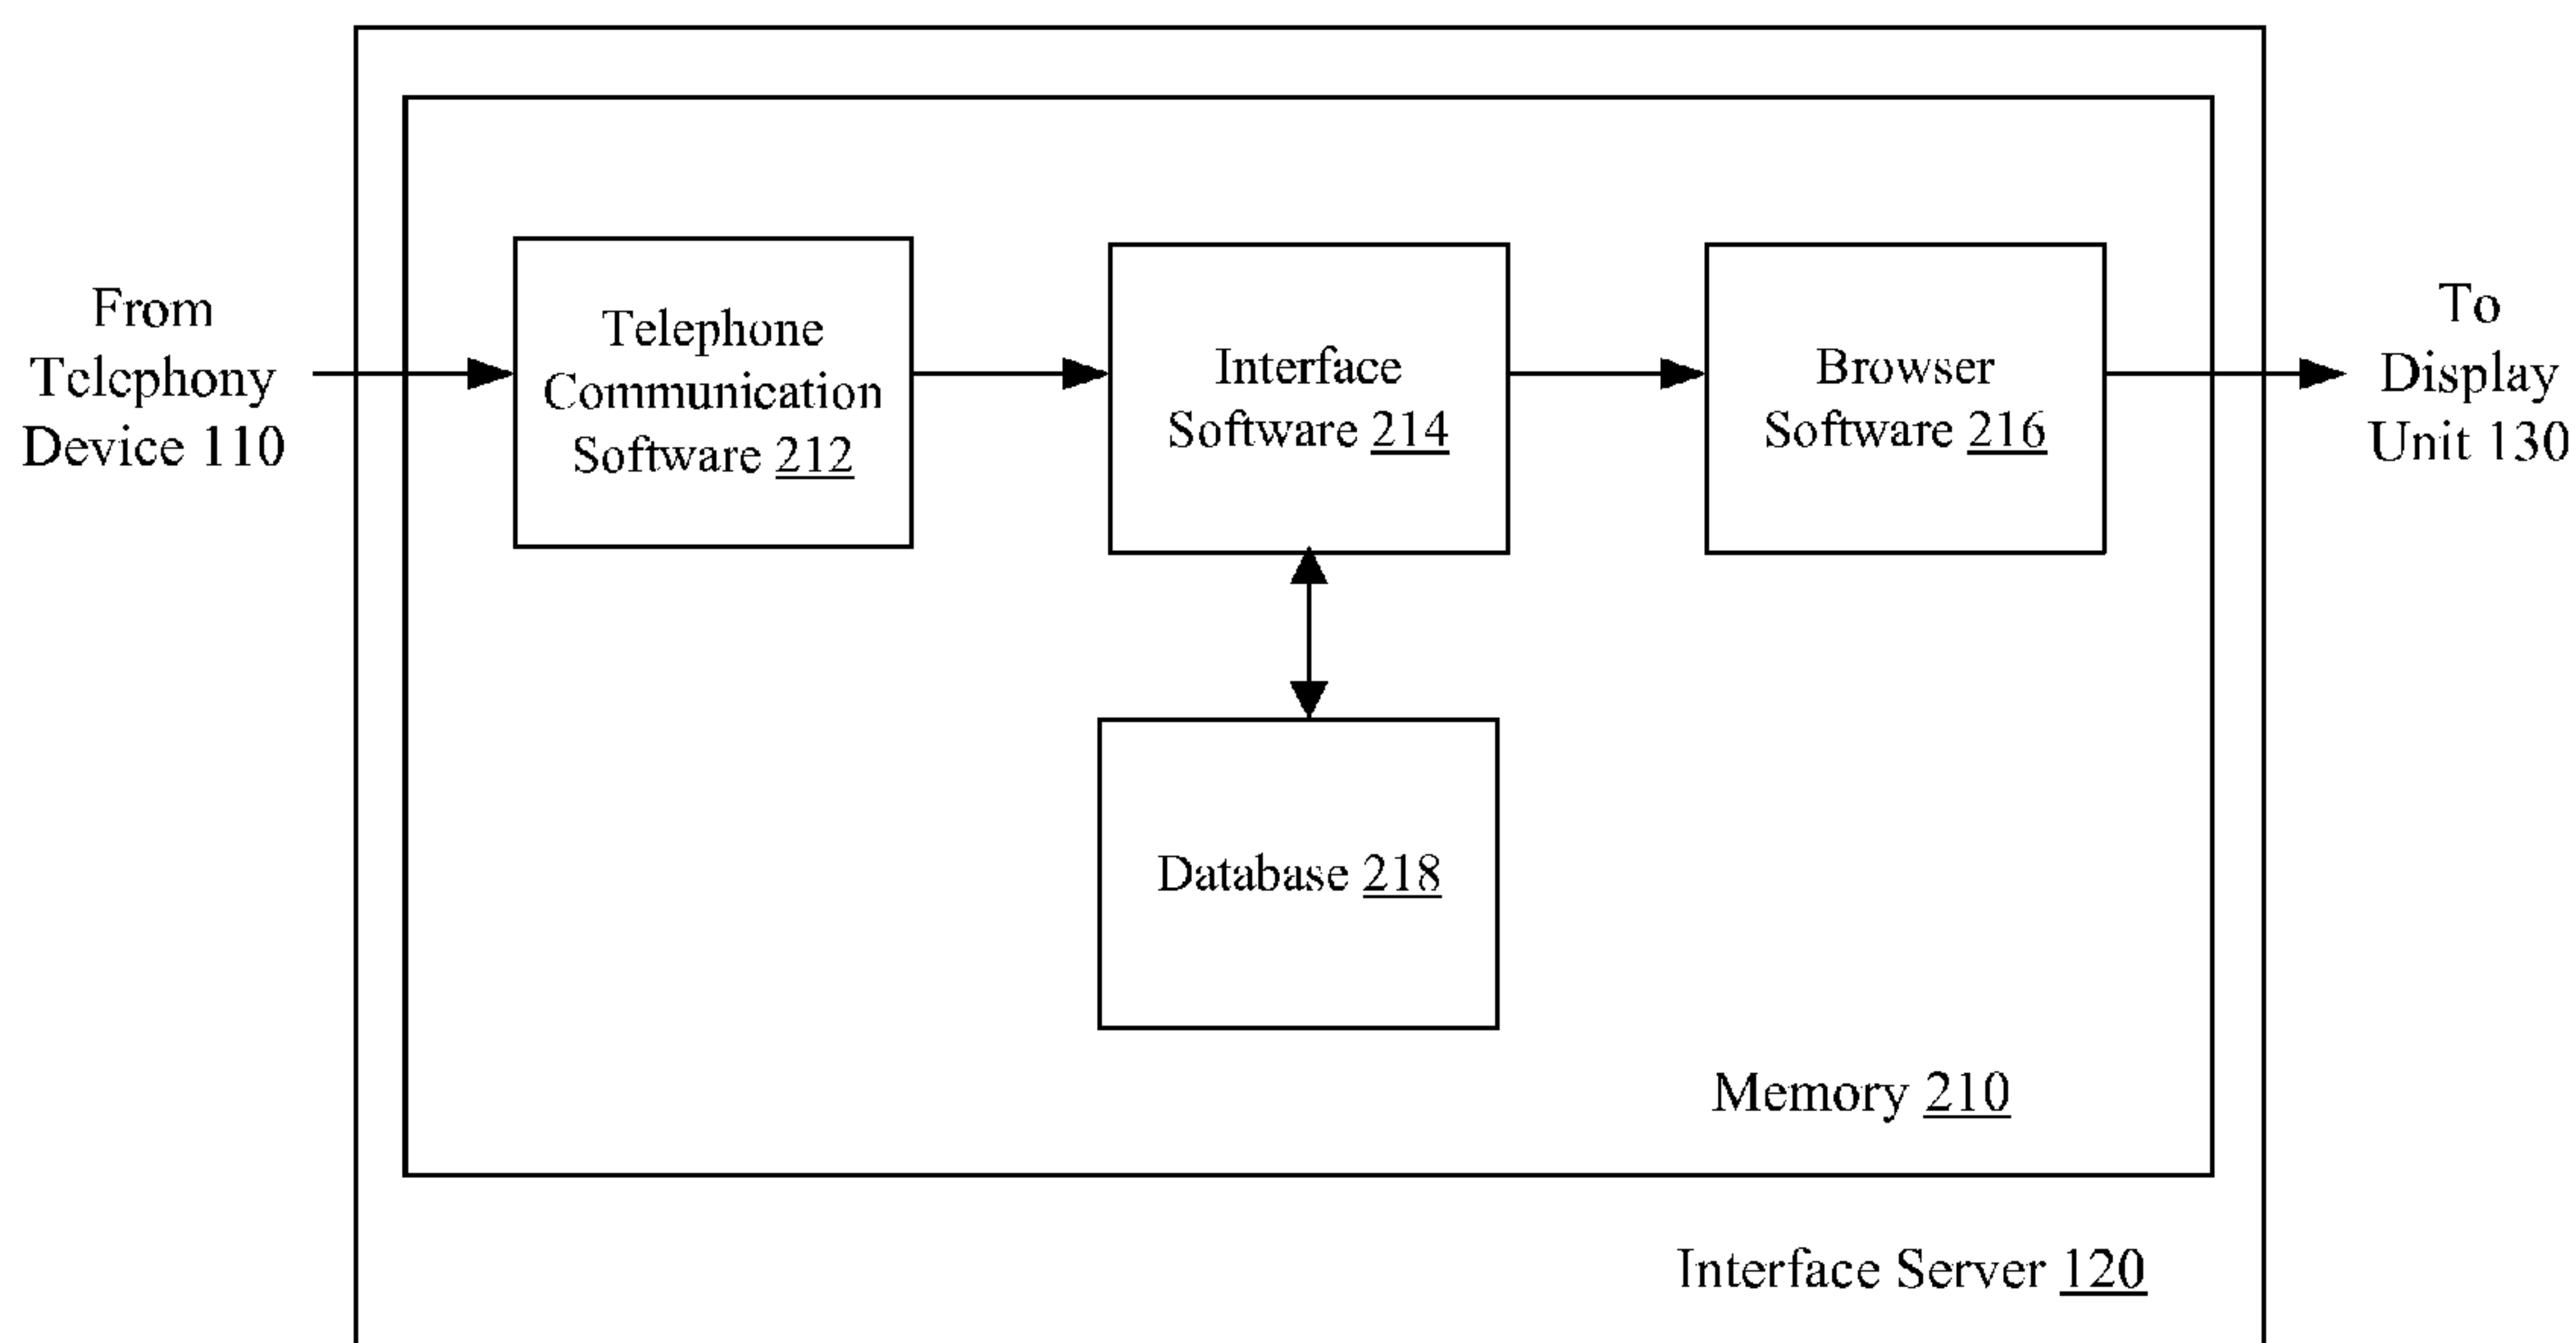 From
Telephony
Device 110
Telephone
Communication
Software 212
Interface
Software 214
Browser
Software 216
To
Display
Unit 130
Database 218
Memory 210
Interface Server 120